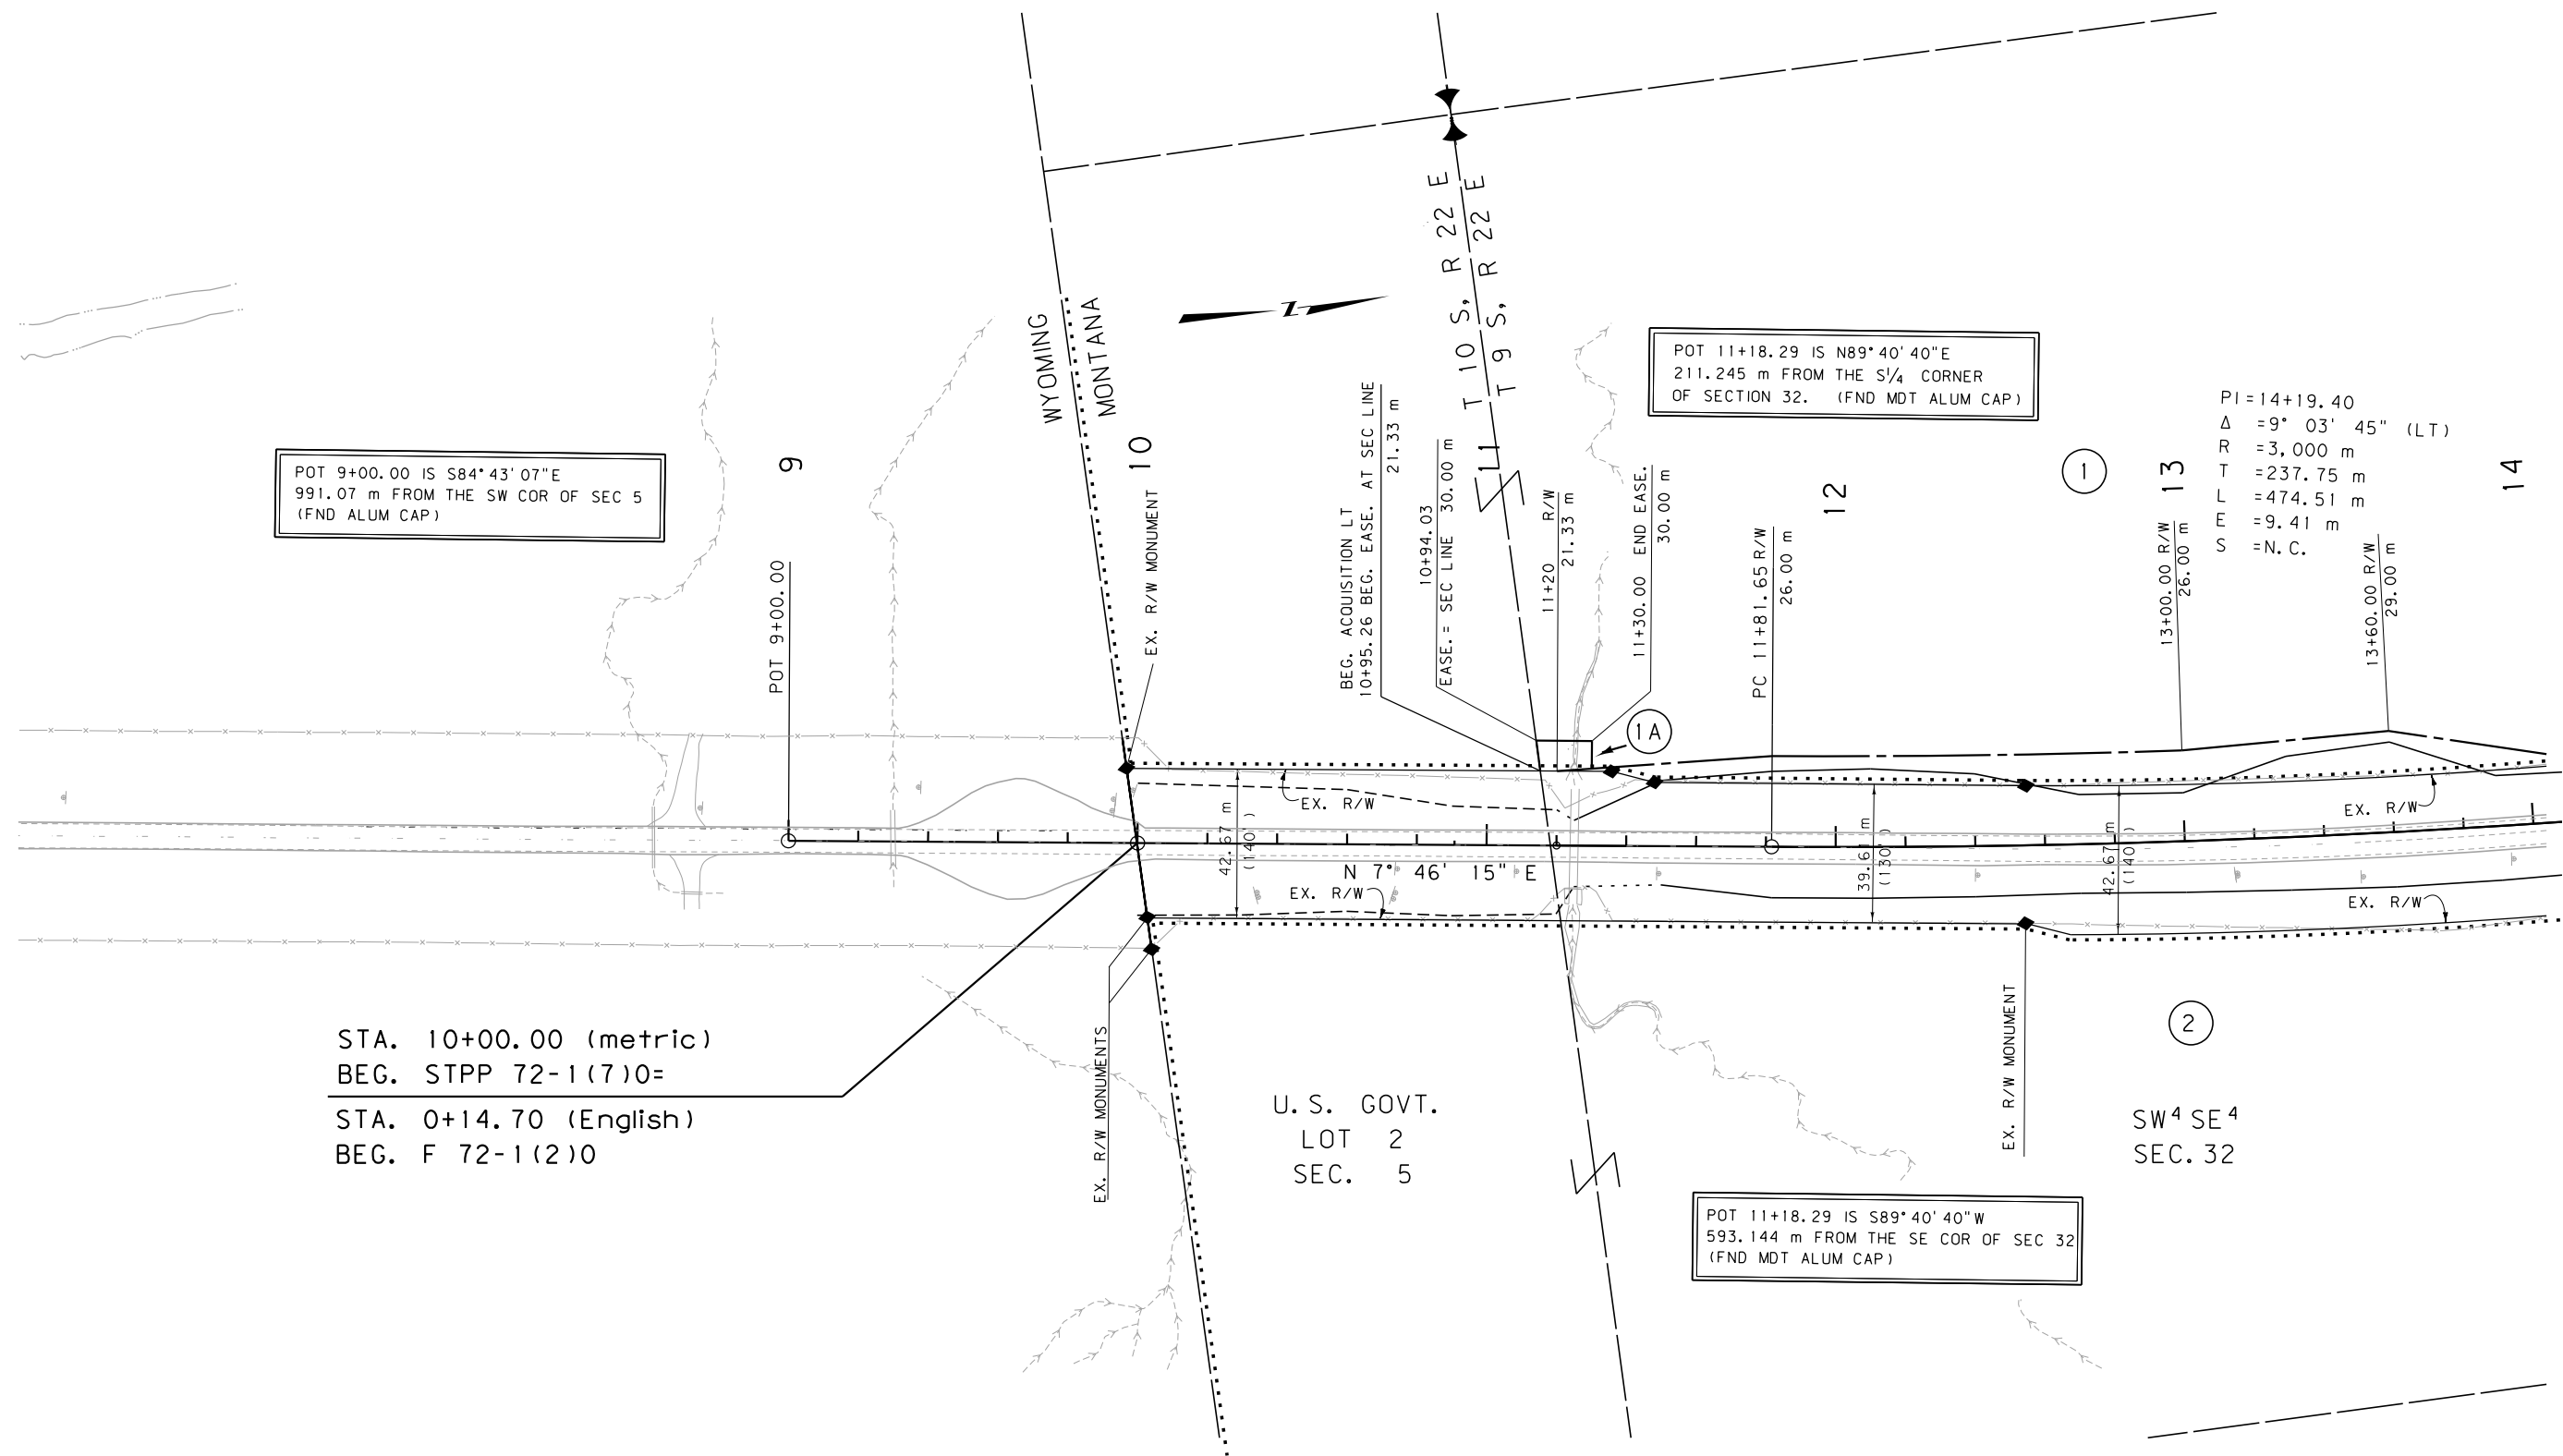 T 10 S, R 22 E
T 9 S, R 22 E
WYOMING
MONTANA
N
POT 11+18.29 IS N89°40'40"E
211.245 m FROM THE S1/4 CORNER
OF SECTION 32. (FND MDT ALUM CAP)
PI=14+19.40
Δ =9° 03' 45" (LT)
R =3,000 m
T =237.75 m
L =474.51 m
E =9.41 m
S =N.C.
POT 9+00.00 IS S84°43'07"E
991.07 m FROM THE SW COR OF SEC 5
(FND ALUM CAP)
9
10
11
12
1
13
14
POT 9+00.00
EX. R/W MONUMENT
BEG. ACQUISITION LT
10+95.26 BEG. EASE. AT SEC LINE
21.33 m
10+94.03
EASE.= SEC LINE 30.00 m
11+20 R/W
21.33 m
11+30.00 END EASE.
30.00 m
PC 11+81.65 R/W
26.00 m
13+00.00 R/W
26.00 m
13+60.00 R/W
29.00 m
1A
EX. R/W
EX. R/W
42.67 m
(140')
N 7° 46' 15" E
EX. R/W
39.61 m
(130')
42.67 m
(140')
EX. R/W
STA. 10+00.00 (metric)
BEG. STPP 72-1(7)0=
STA. 0+14.70 (English)
BEG. F 72-1(2)0
EX. R/W MONUMENTS
U.S. GOVT.
LOT 2
SEC. 5
EX. R/W MONUMENT
2
SW4 SE4
SEC.32
POT 11+18.29 IS S89°40'40"W
593.144 m FROM THE SE COR OF SEC 32
(FND MDT ALUM CAP)